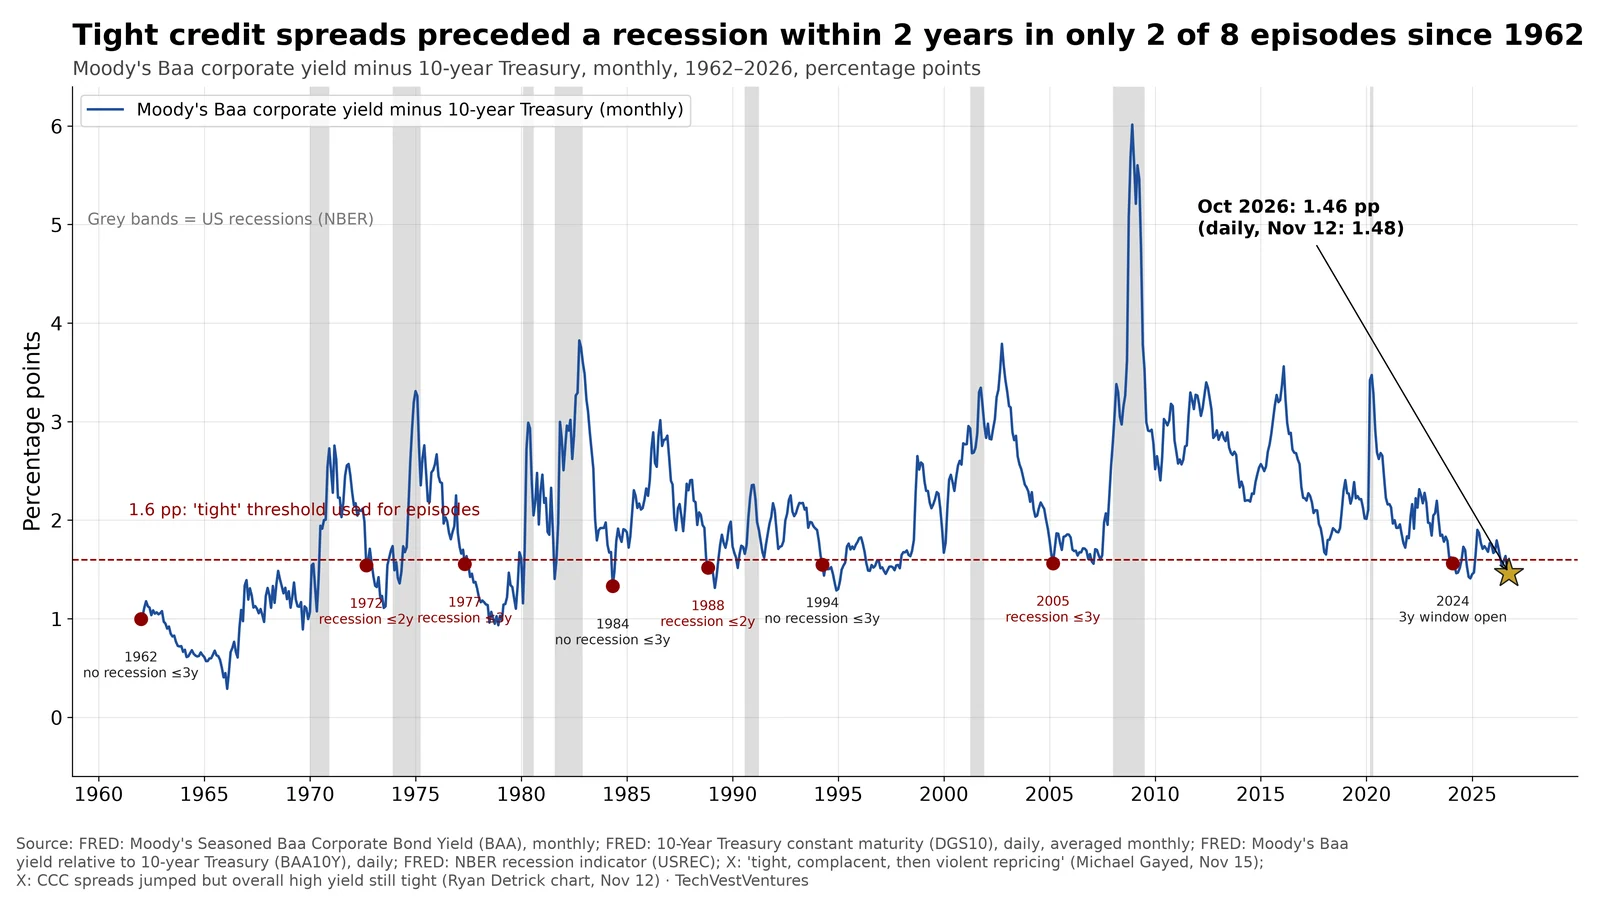 Tight credit spreads preceded a recession within 2 years in only 2 of 8 episodes since 1962
Moody's Baa corporate yield minus 10-year Treasury, monthly, 1962–2026, percentage points
Moody's Baa corporate yield minus 10-year Treasury (monthly)
Grey bands = US recessions (NBER)
Oct 2026: 1.46 pp
(daily, Nov 12: 1.48)
1.6 pp: 'tight' threshold used for episodes
Percentage points
6
5
4
3
2
1
0
1962
no recession ≤3y
1972
recession ≤2y
1977
recession ≤3y
1984
no recession ≤3y
1988
recession ≤2y
1994
no recession ≤3y
2005
recession ≤3y
2024
3y window open
1960 1965 1970 1975 1980 1985 1990 1995 2000 2005 2010 2015 2020 2025
Source: FRED: Moody's Seasoned Baa Corporate Bond Yield (BAA), monthly; FRED: 10-Year Treasury constant maturity (DGS10), daily, averaged monthly; FRED: Moody's Baa
yield relative to 10-year Treasury (BAA10Y), daily; FRED: NBER recession indicator (USREC); X: 'tight, complacent, then violent repricing' (Michael Gayed, Nov 15);
X: CCC spreads jumped but overall high yield still tight (Ryan Detrick chart, Nov 12) · TechVestVentures